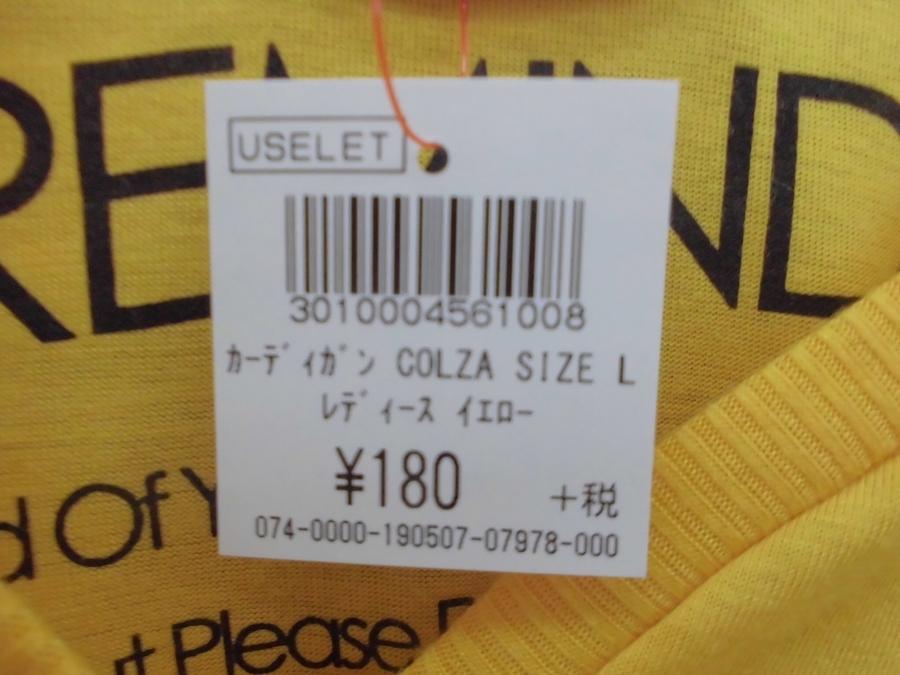 REMIND
USELET
3010004561008
ｶｰﾃﾞｨｶﾞﾝ COLZA SIZE L
ﾚﾃﾞｨｰｽ ｲｴﾛｰ
¥180 +税
074-0000-190507-07978-000
Of
Please